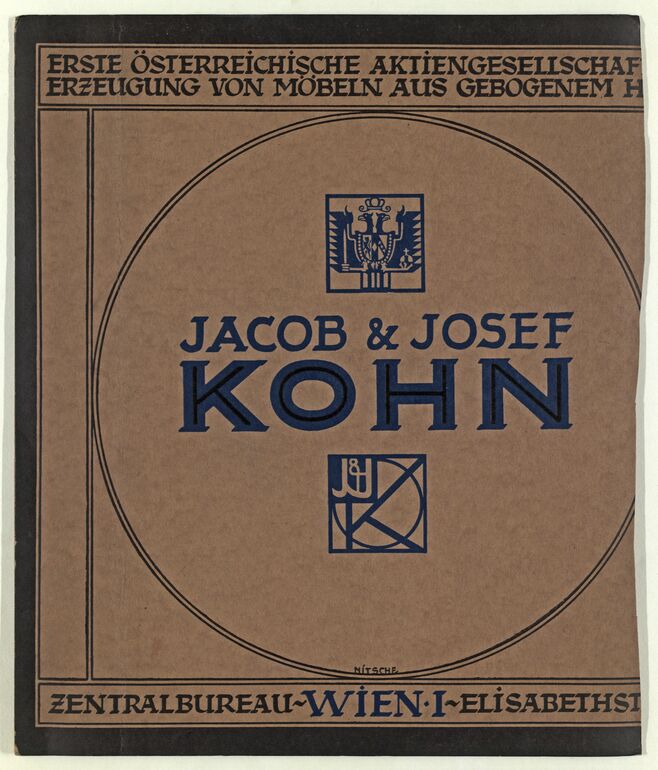 ERSTE ÖSTERREICHISCHE AKTIENGESELLSCHAF
ERZEUGUNG VON MÖBELN AUS GEBOGENEM H
JACOB & JOSEF
KOHN
J&J
K
NITSCHE
ZENTRALBUREAU~WIEN·I~ELISABETHST